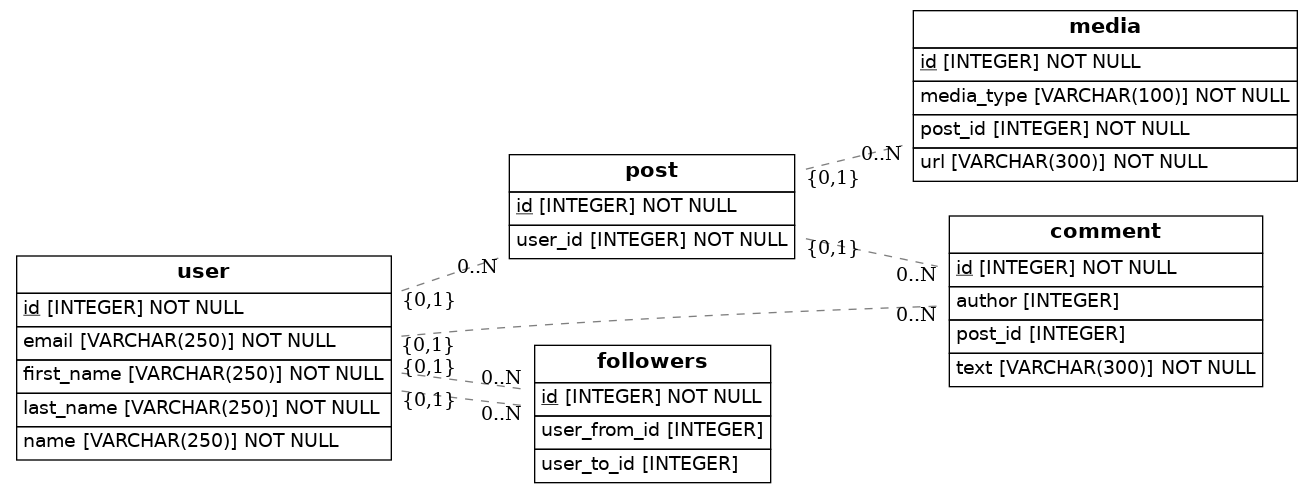 media
id [INTEGER] NOT NULL
media_type [VARCHAR(100)] NOT NULL
post_id [INTEGER] NOT NULL
url [VARCHAR(300)] NOT NULL
0..N
{0,1}
post
id [INTEGER] NOT NULL
user_id [INTEGER] NOT NULL
{0,1}
0..N
comment
id [INTEGER] NOT NULL
author [INTEGER]
post_id [INTEGER]
text [VARCHAR(300)] NOT NULL
0..N
0..N
{0,1}
user
id [INTEGER] NOT NULL
email [VARCHAR(250)] NOT NULL
first_name [VARCHAR(250)] NOT NULL
last_name [VARCHAR(250)] NOT NULL
name [VARCHAR(250)] NOT NULL
{0,1}
{0,1}
{0,1}
0..N
0..N
followers
id [INTEGER] NOT NULL
user_from_id [INTEGER]
user_to_id [INTEGER]